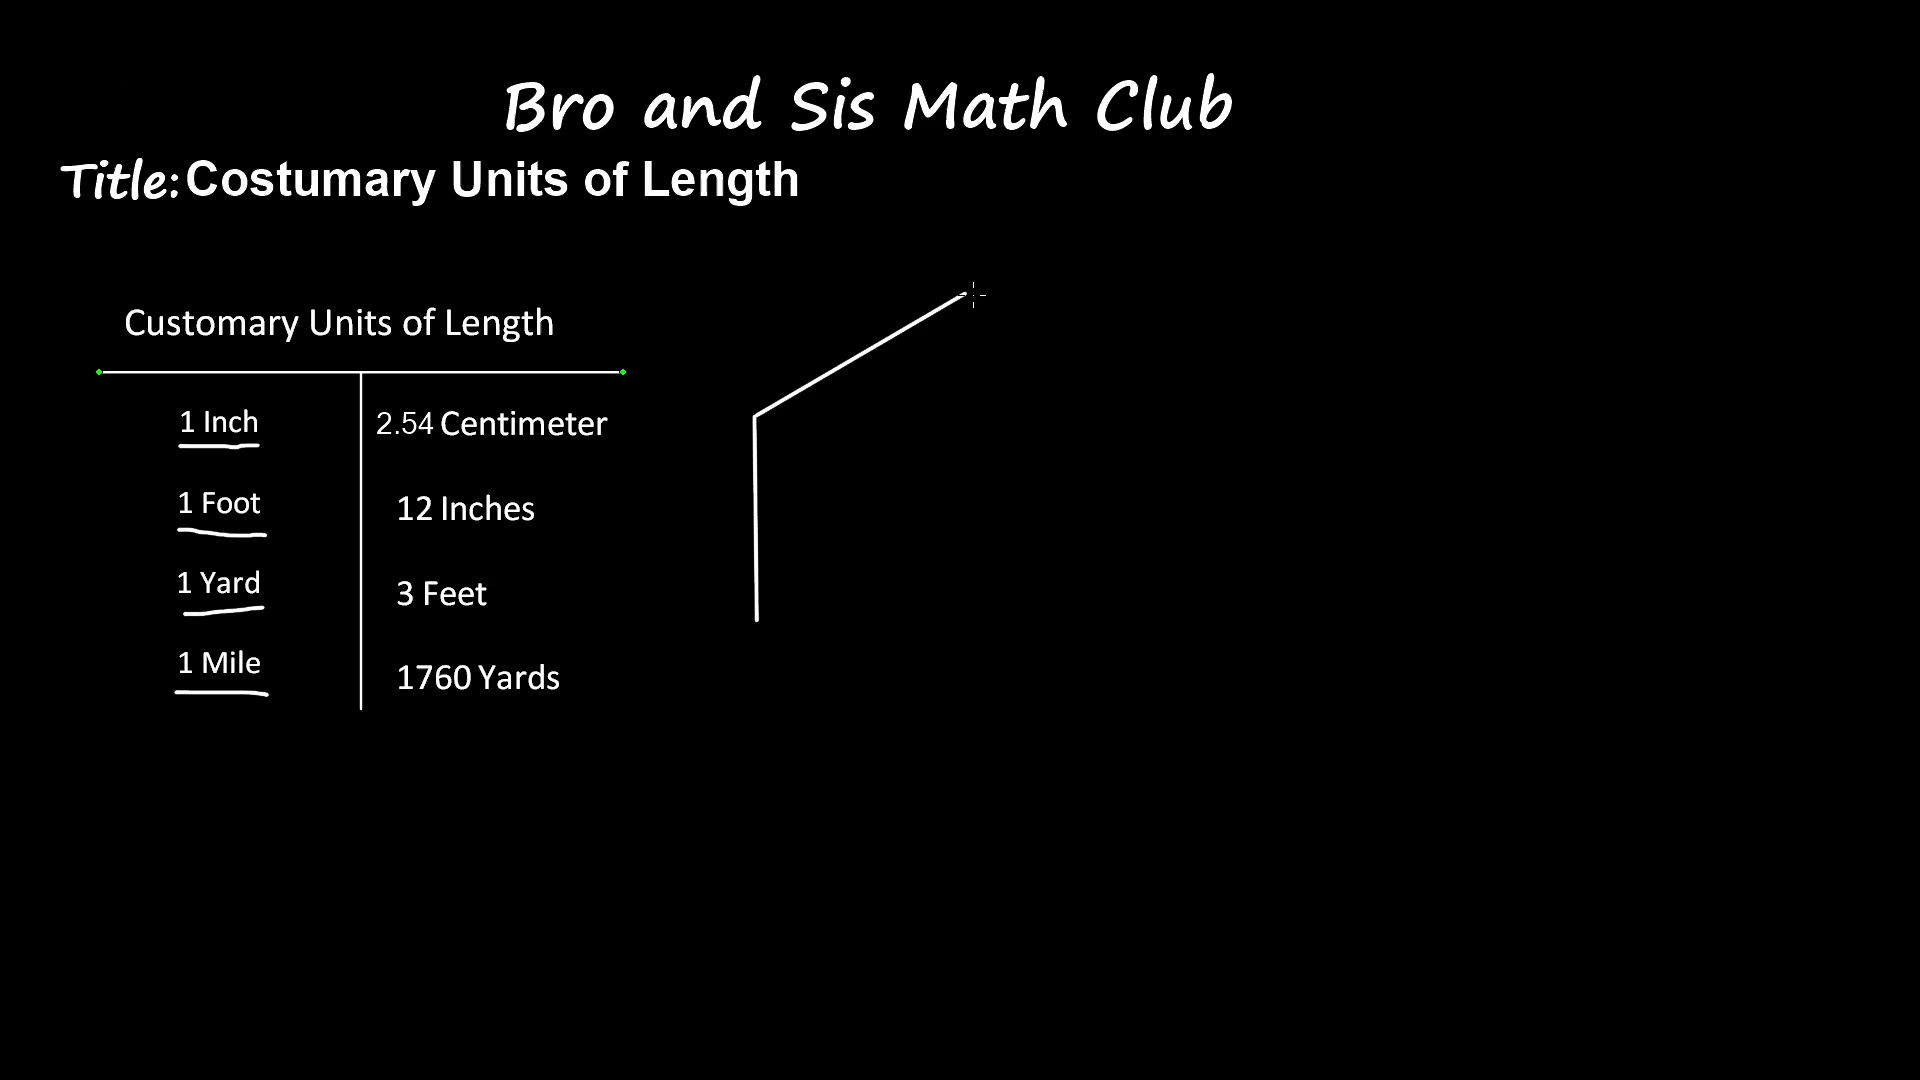 Bro and Sis Math Club
Title: Costumary Units of Length
Customary Units of Length
1 Inch 2.54 Centimeter
1 Foot 12 Inches
1 Yard 3 Feet
1 Mile 1760 Yards